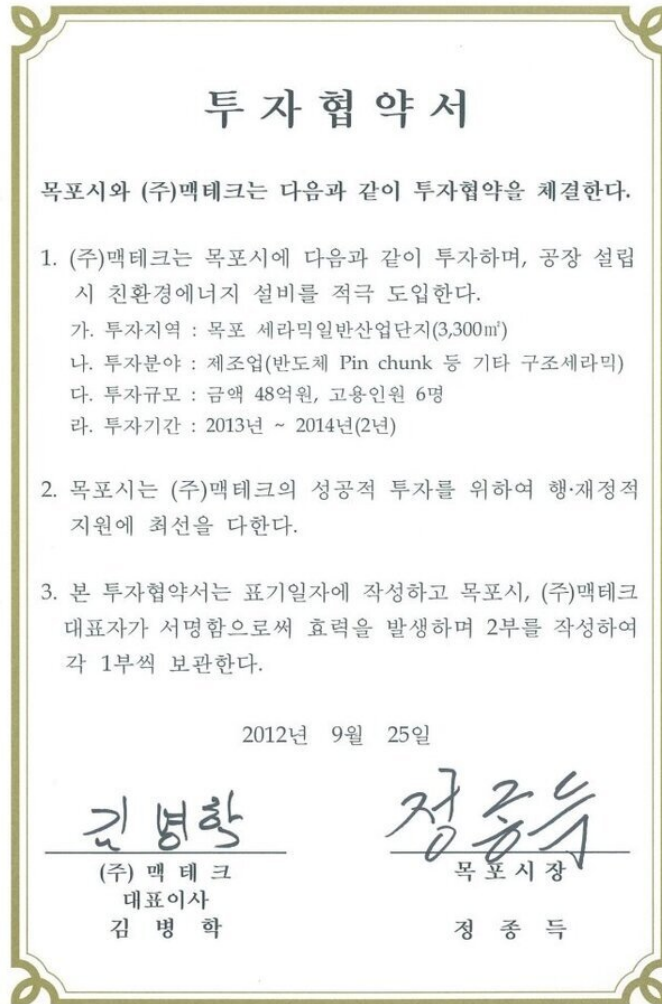 투자협약서
목포시와 (주)맥테크는 다음과 같이 투자협약을 체결한다.
1. (주)맥테크는 목포시에 다음과 같이 투자하며, 공장 설립
시 친환경에너지 설비를 적극 도입한다.
가. 투자지역 : 목포 세라믹일반산업단지(3,300㎡)
나. 투자분야 : 제조업(반도체 Pin chunk 등 기타 구조세라믹)
다. 투자규모 : 금액 48억원, 고용인원 6명
라. 투자기간 : 2013년 ~ 2014년(2년)
2. 목포시는 (주)맥테크의 성공적 투자를 위하여 행·재정적
지원에 최선을 다한다.
3. 본 투자협약서는 표기일자에 작성하고 목포시, (주)맥테크
대표자가 서명함으로써 효력을 발생하며 2부를 작성하여
각 1부씩 보관한다.
2012년 9월 25일
김병학
(주) 맥 테 크
대표이사
김 병 학
정종득
목포시장
정 종 득